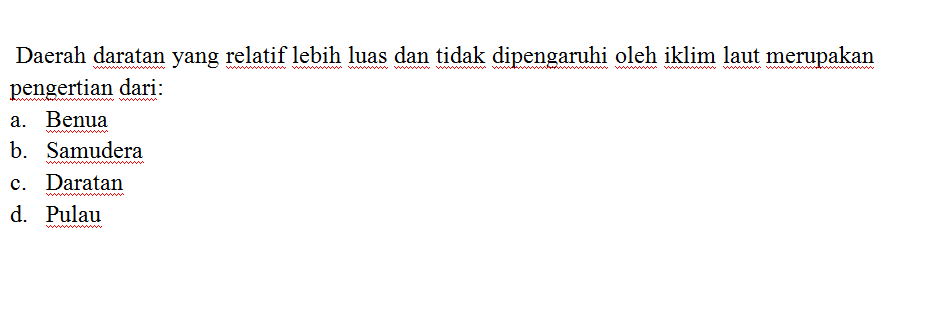 Daerah daratan yang relatif lebih luas dan tidak dipengaruhi oleh iklim laut merupakan
pengertian dari:
a. Benua
b. Samudera
c. Daratan
d. Pulau